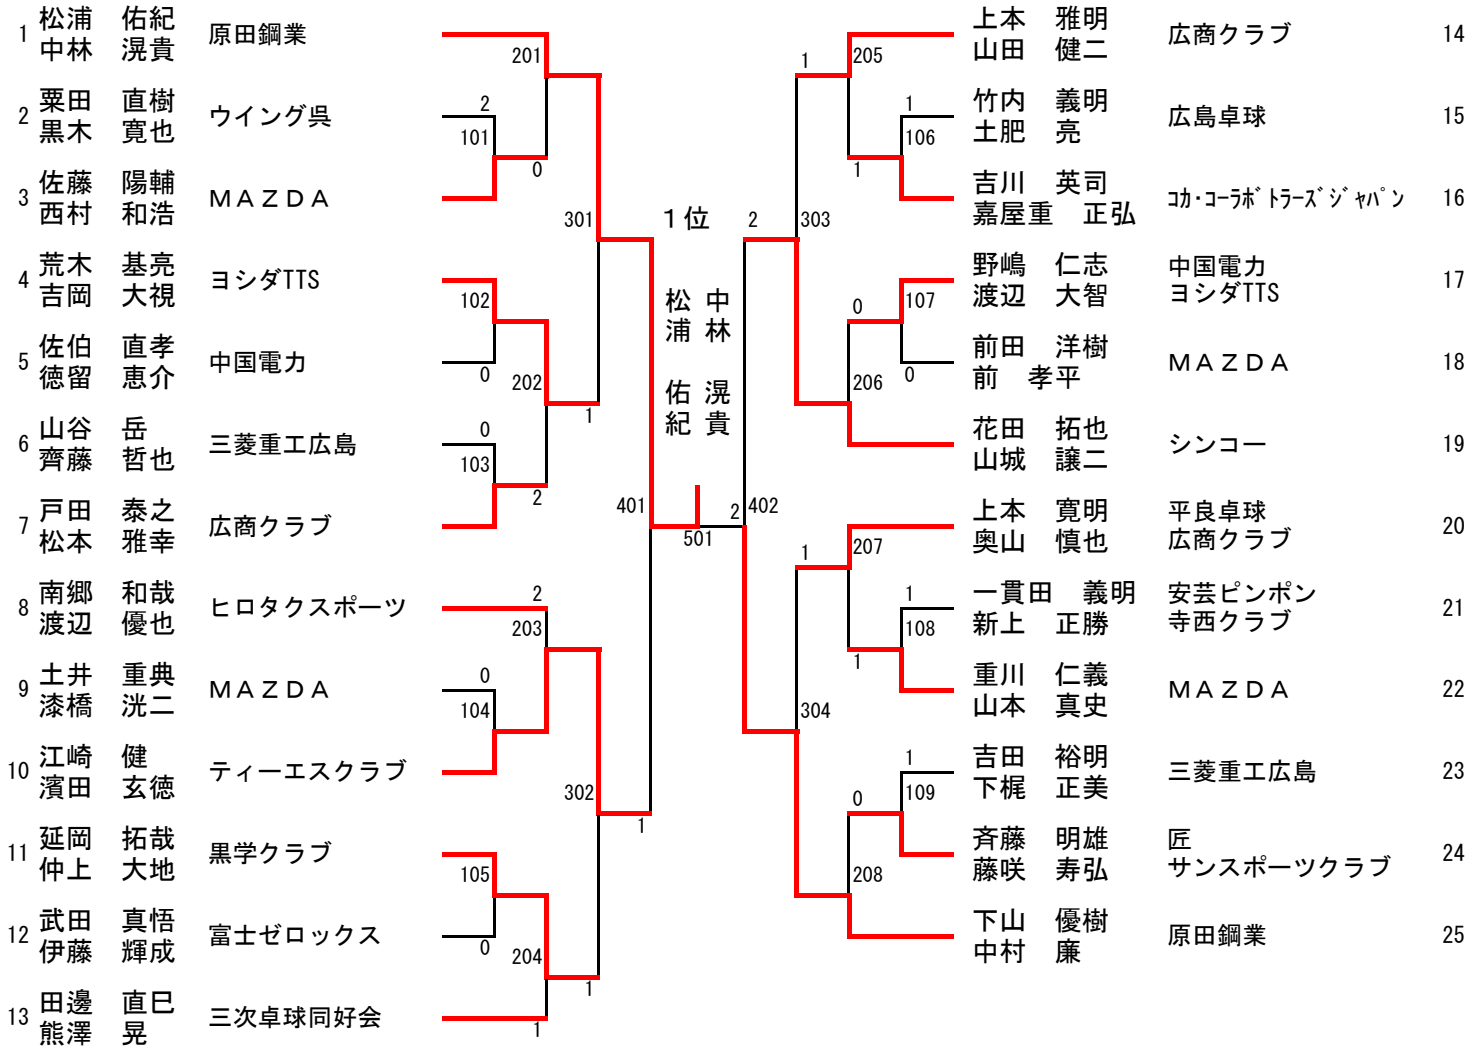 1 松浦　佑紀
中林　滉貴
原田鋼業
2 粟田　直樹
黒木　寛也
ウイング呉
3 佐藤　陽輔
西村　和浩
ＭＡＺＤＡ
4 荒木　基亮
吉岡　大視
ヨシダTTS
5 佐伯　直孝
徳留　恵介
中国電力
6 山谷　岳
齊藤　哲也
三菱重工広島
7 戸田　泰之
松本　雅幸
広商クラブ
8 南郷　和哉
渡辺　優也
ヒロタクスポーツ
9 土井　重典
漆橋　洸二
ＭＡＺＤＡ
10 江崎　健
濱田　玄徳
ティーエスクラブ
11 延岡　拓哉
仲上　大地
黒学クラブ
12 武田　真悟
伊藤　輝成
富士ゼロックス
13 田邊　直巳
熊澤　晃
三次卓球同好会
201
2
101
0
301
102
0
202
1
0
103
2
401
2
203
0
104
302
1
105
0
204
1
1
１位
松浦　佑紀
中林　滉貴
501
2
2
402
1
205
1
106
1
303
0
107
0
206
1
207
1
108
1
304
1
109
0
208
上本　雅明
山田　健二
広商クラブ
14
竹内　義明
土肥　亮
広島卓球
15
吉川　英司
嘉屋重　正弘
ｺｶ･ｺｰﾗﾎﾞﾄﾗｰｽﾞｼﾞｬﾊﾟﾝ
16
野嶋　仁志
渡辺　大智
中国電力
ヨシダTTS
17
前田　洋樹
前　孝平
ＭＡＺＤＡ
18
花田　拓也
山城　譲二
シンコー
19
上本　寛明
奥山　慎也
平良卓球
広商クラブ
20
一貫田　義明
新上　正勝
安芸ピンポン
寺西クラブ
21
重川　仁義
山本　真史
ＭＡＺＤＡ
22
吉田　裕明
下梶　正美
三菱重工広島
23
斉藤　明雄
藤咲　寿弘
匠
サンスポーツクラブ
24
下山　優樹
中村　廉
原田鋼業
25